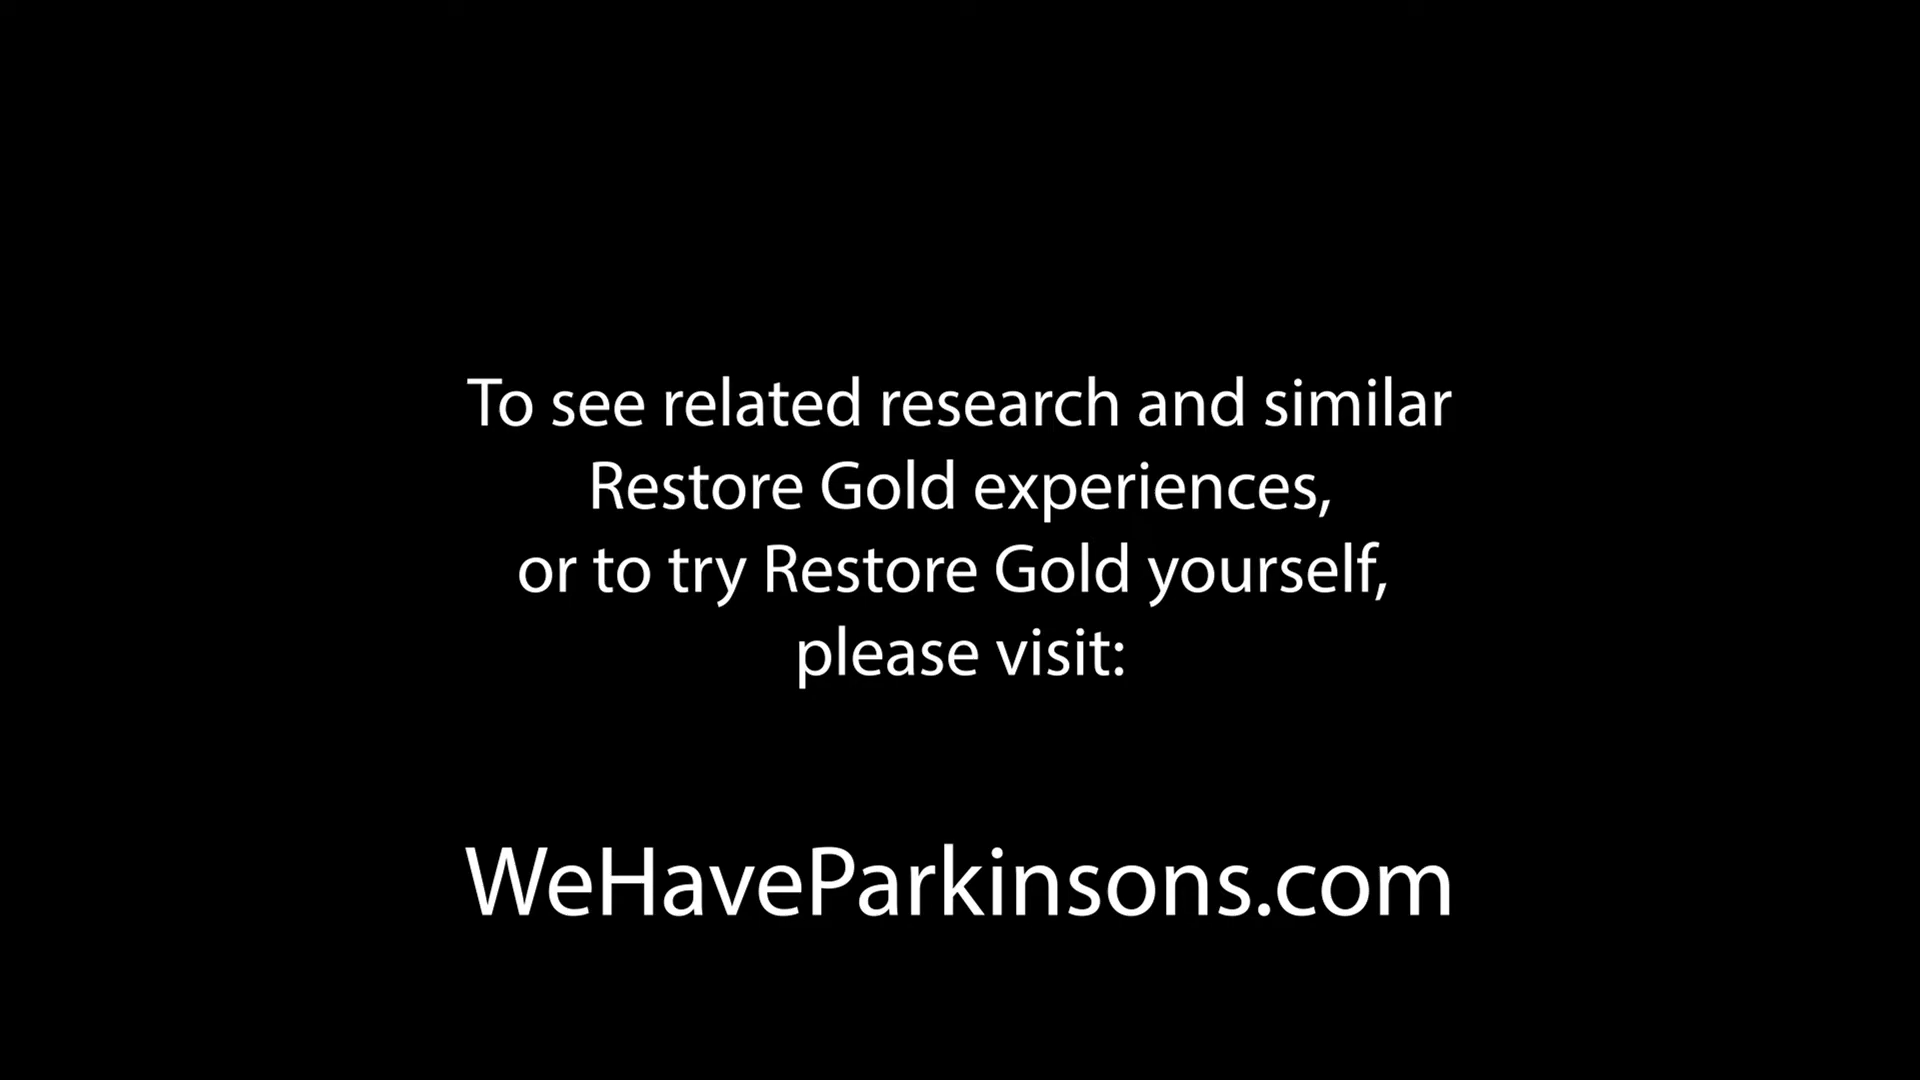 To see related research and similar
Restore Gold experiences,
or to try Restore Gold yourself,
please visit:
WeHaveParkinsons.com